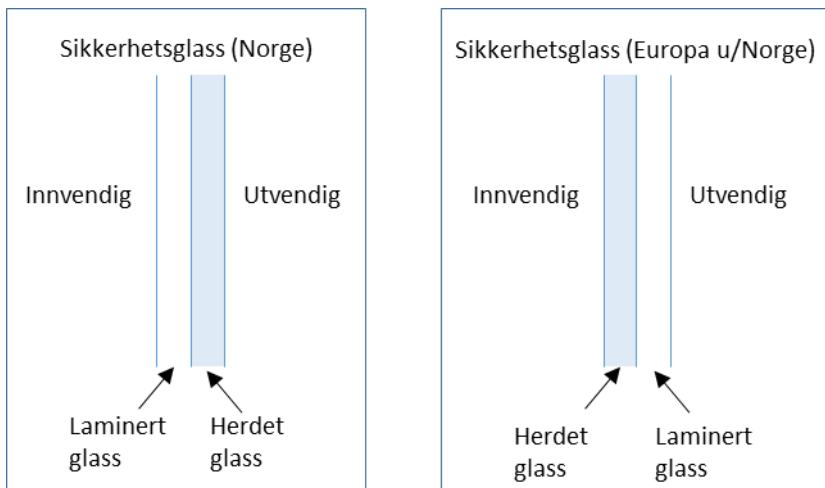 Sikkerhetsglass (Norge)
Innvendig
Utvendig
Laminert
glass
Herdet
glass
Sikkerhetsglass (Europa u/Norge)
Innvendig
Utvendig
Herdet
glass
Laminert
glass